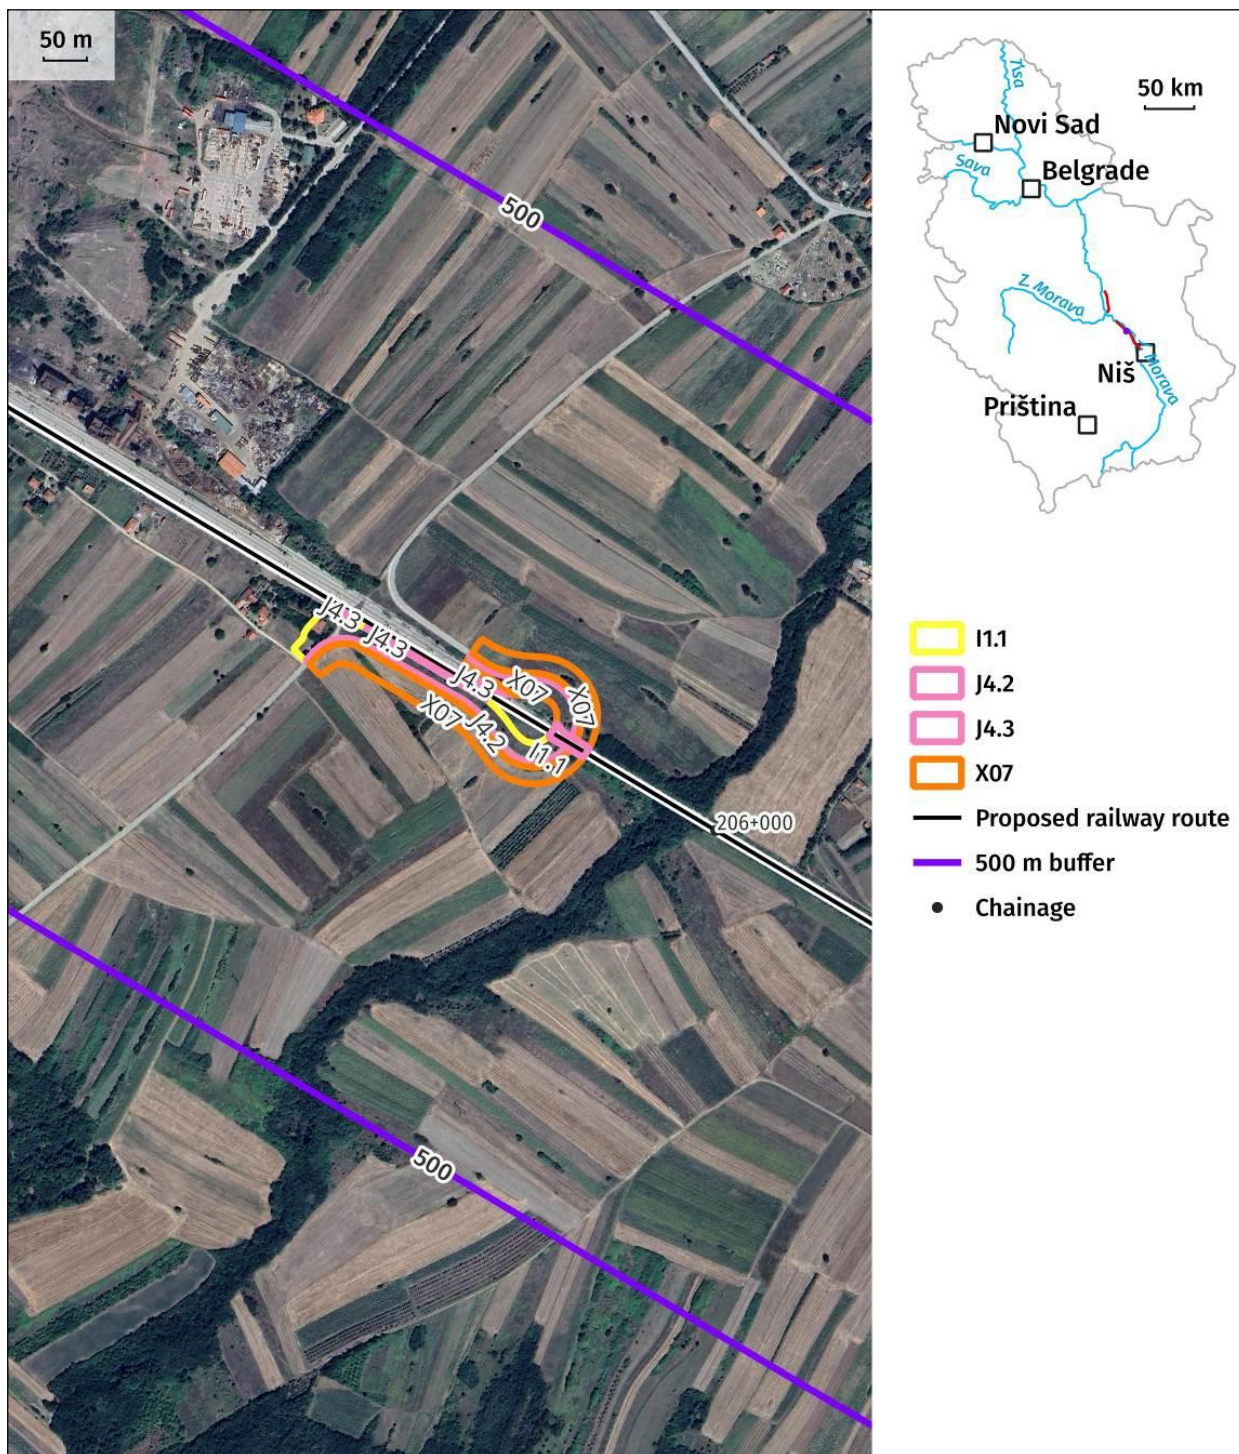 50 m
500
J4.3
J4.3
J4.3
X07
X07
X07
J4.2
I1.1
206+000
500
Tisa
50 km
Novi Sad
Sava
Belgrade
Z. Morava
Morava
Niš
Priština
I1.1
J4.2
J4.3
X07
Proposed railway route
500 m buffer
Chainage